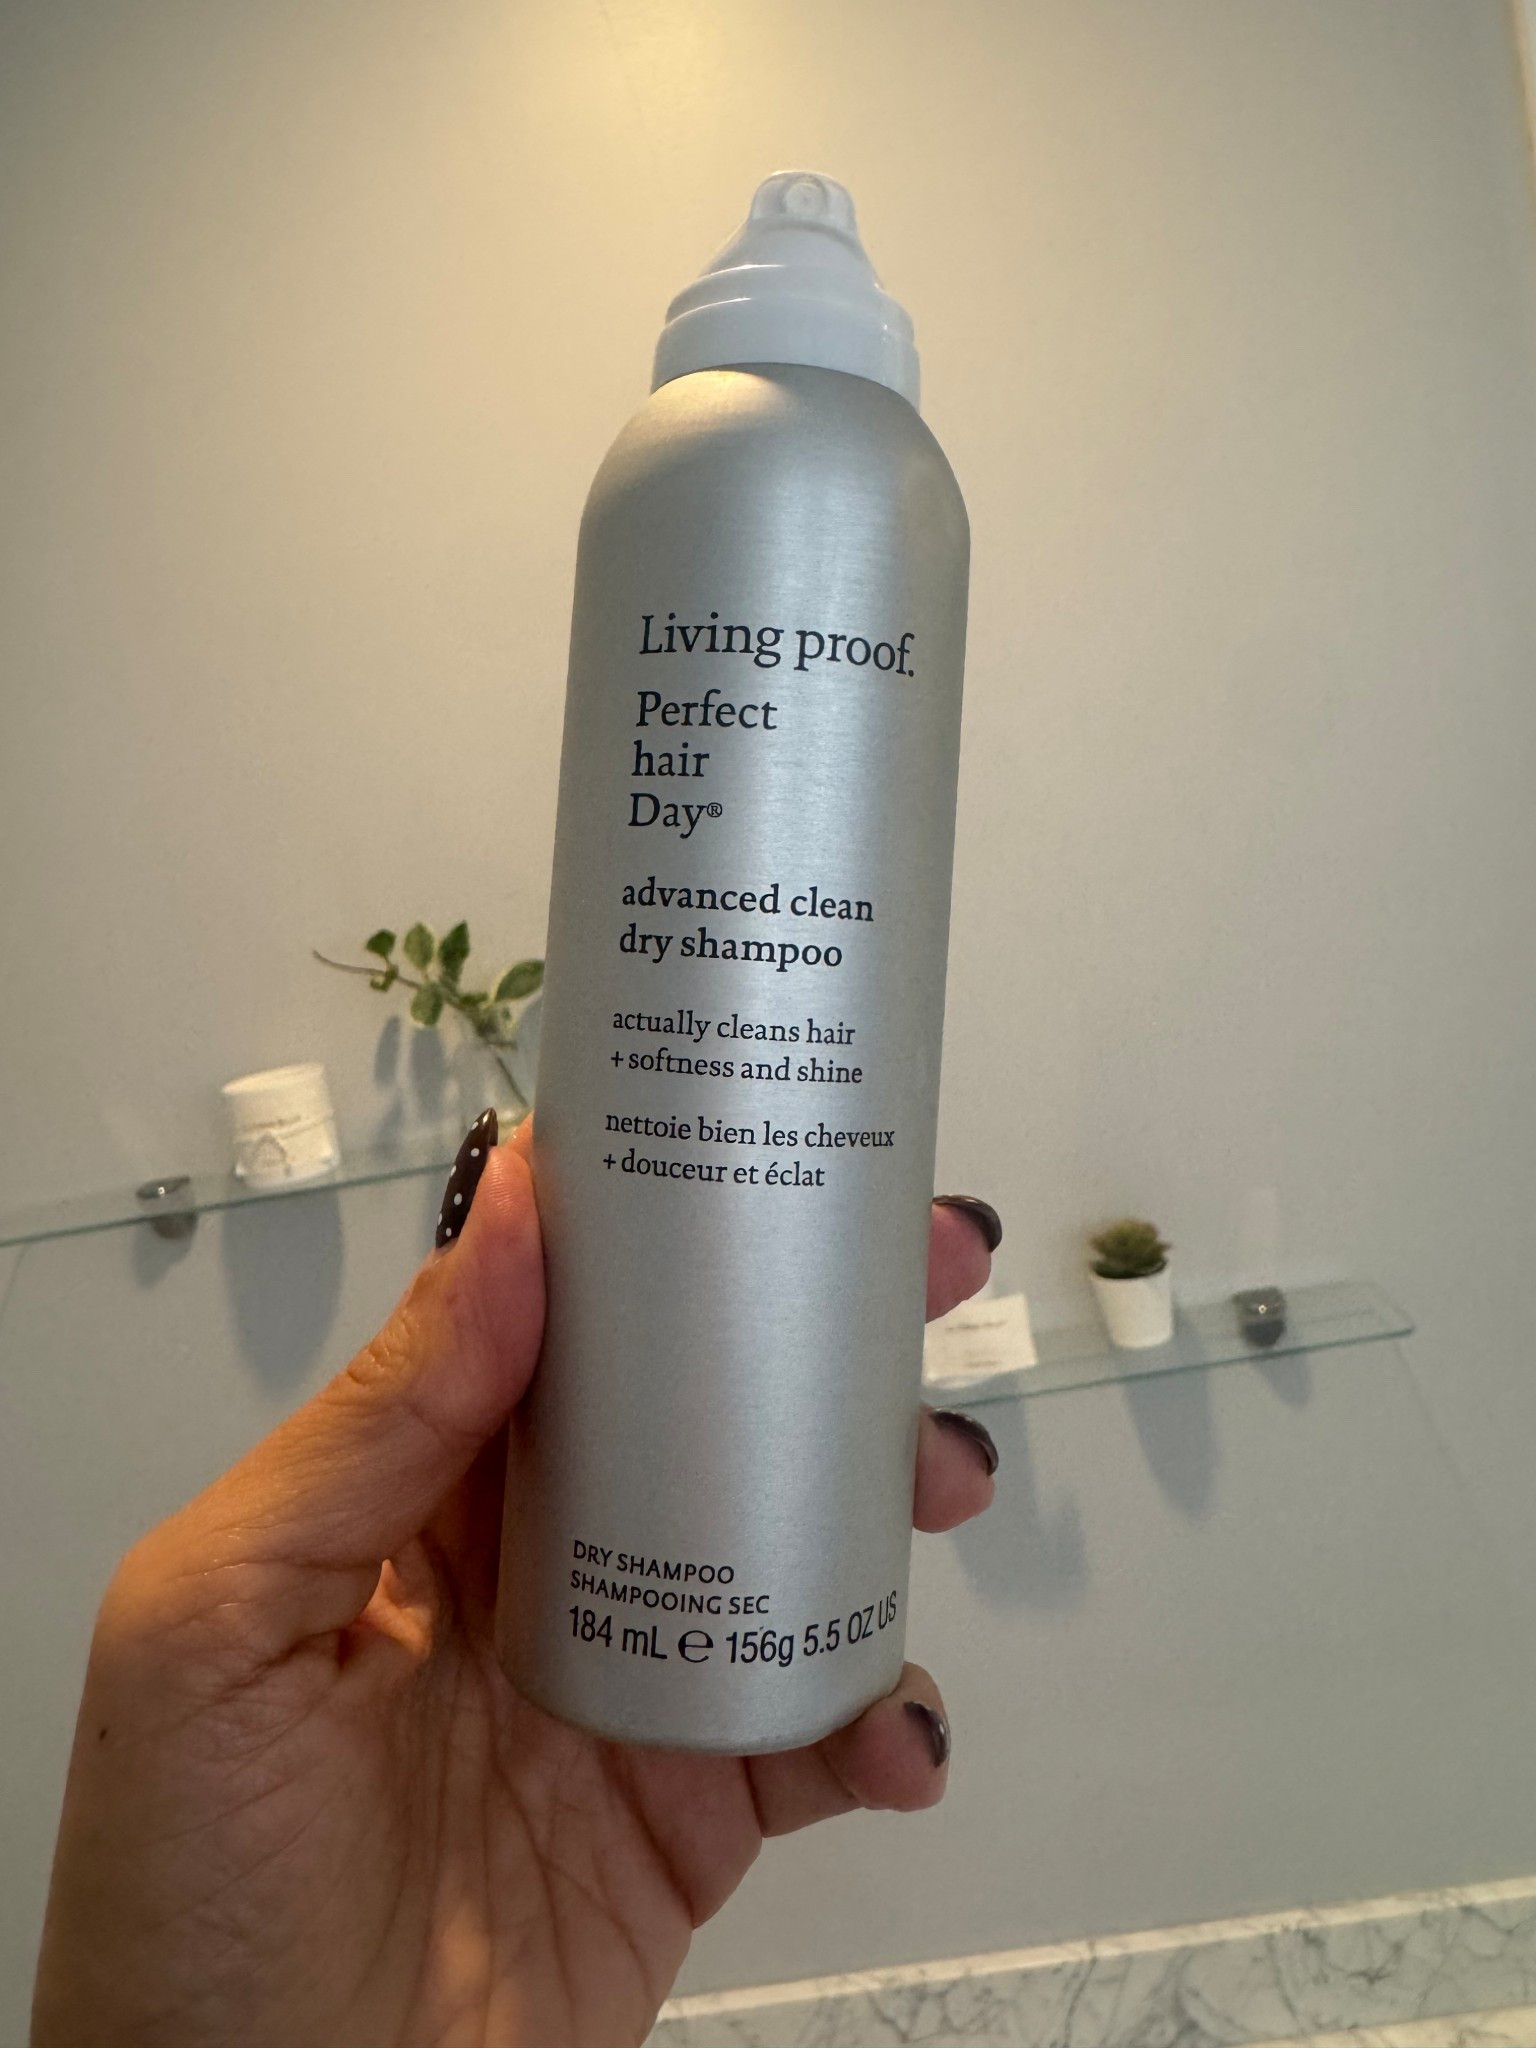 Living proof.
Perfect
hair
Day®
advanced clean
dry shampoo
actually cleans hair
+ softness and shine
nettoie bien les cheveux
+ douceur et éclat
DRY SHAMPOO
SHAMPOOING SEC
184 mL ℮ 156g 5.5 OZ US